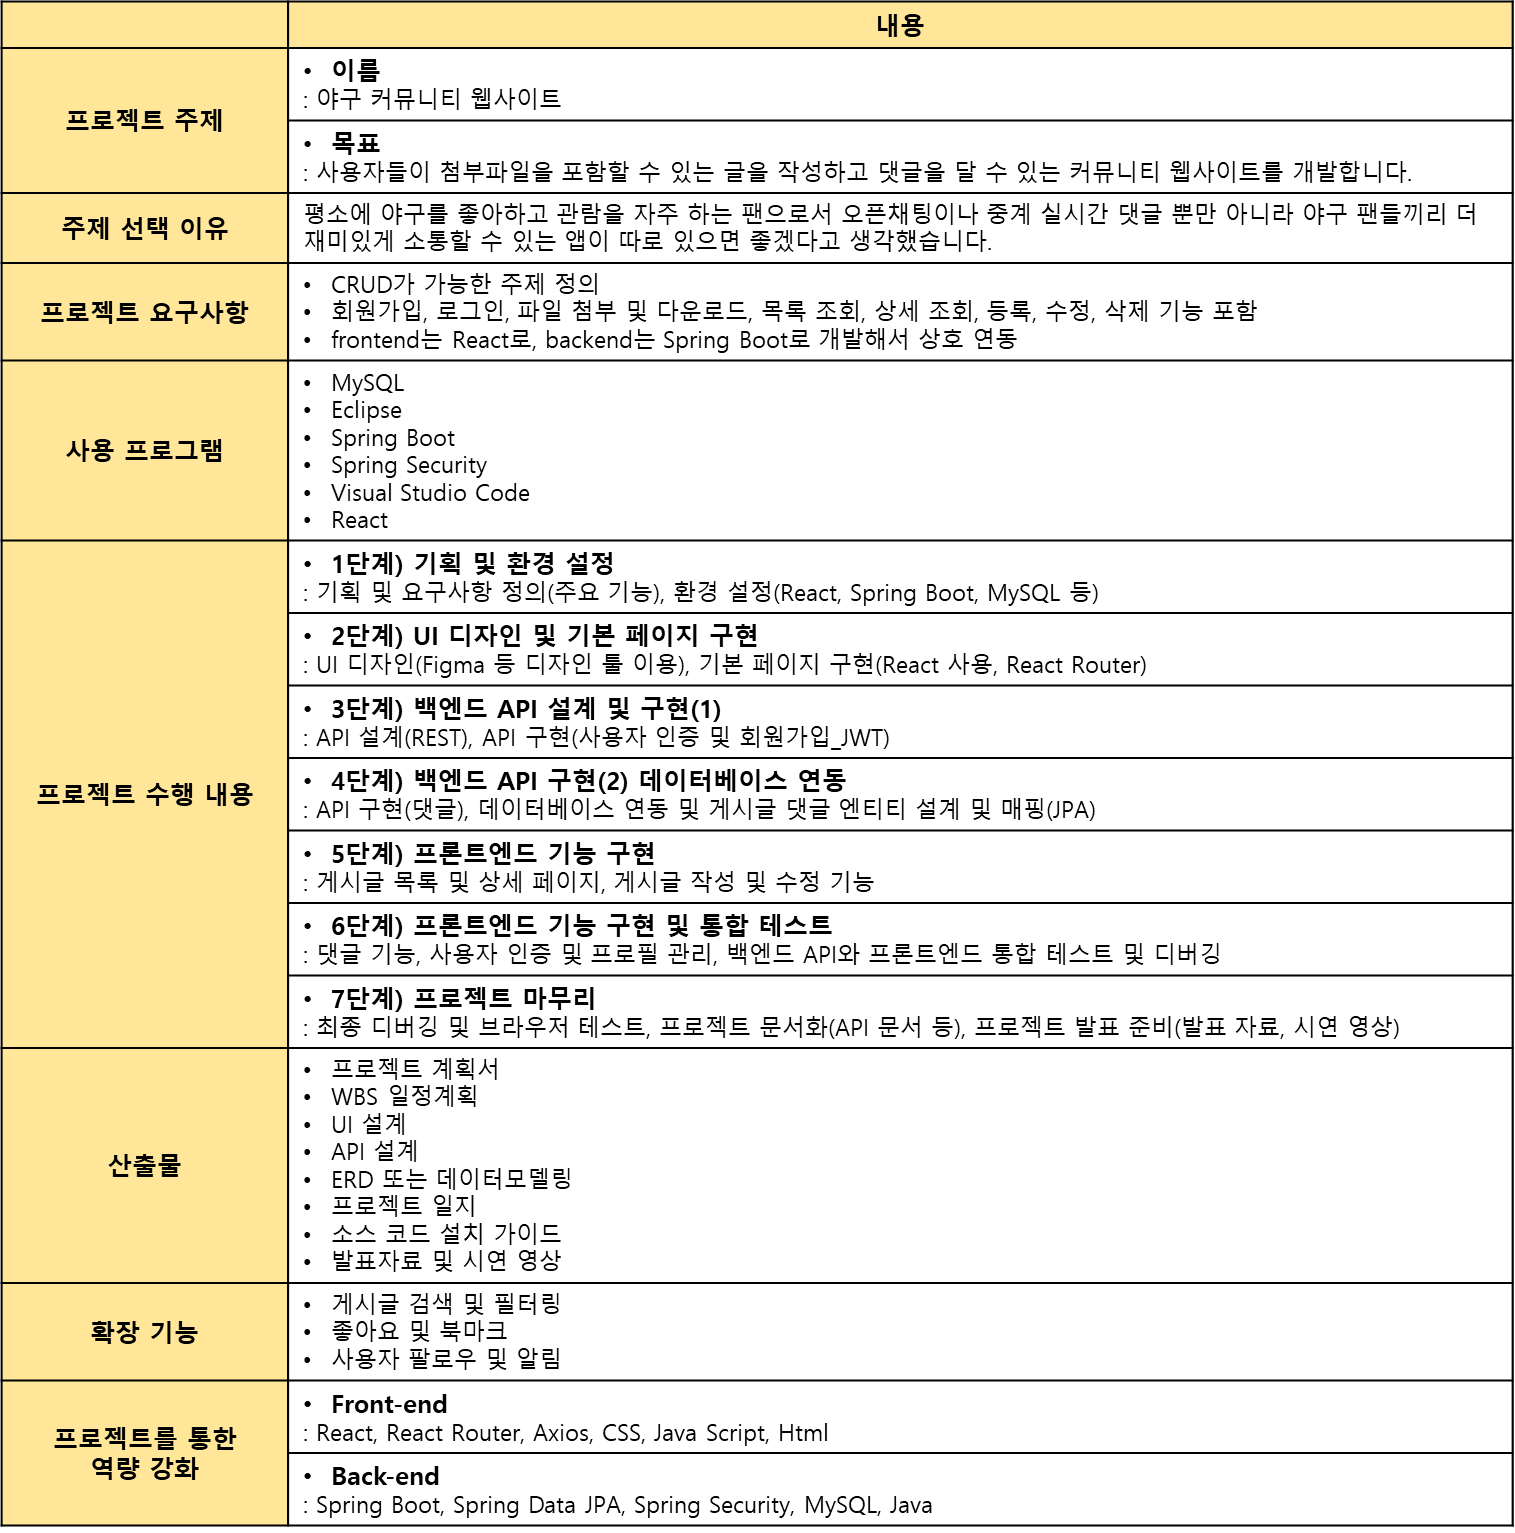 내용
프로젝트 주제
• 이름
: 야구 커뮤니티 웹사이트
• 목표
: 사용자들이 첨부파일을 포함할 수 있는 글을 작성하고 댓글을 달 수 있는 커뮤니티 웹사이트를 개발합니다.
주제 선택 이유
평소에 야구를 좋아하고 관람을 자주 하는 팬으로서 오픈채팅이나 중계 실시간 댓글 뿐만 아니라 야구 팬들끼리 더
재미있게 소통할 수 있는 앱이 따로 있으면 좋겠다고 생각했습니다.
프로젝트 요구사항
• CRUD가 가능한 주제 정의
• 회원가입, 로그인, 파일 첨부 및 다운로드, 목록 조회, 상세 조회, 등록, 수정, 삭제 기능 포함
• frontend는 React로, backend는 Spring Boot로 개발해서 상호 연동
사용 프로그램
• MySQL
• Eclipse
• Spring Boot
• Spring Security
• Visual Studio Code
• React
프로젝트 수행 내용
• 1단계) 기획 및 환경 설정
: 기획 및 요구사항 정의(주요 기능), 환경 설정(React, Spring Boot, MySQL 등)
• 2단계) UI 디자인 및 기본 페이지 구현
: UI 디자인(Figma 등 디자인 툴 이용), 기본 페이지 구현(React 사용, React Router)
• 3단계) 백엔드 API 설계 및 구현(1)
: API 설계(REST), API 구현(사용자 인증 및 회원가입_JWT)
• 4단계) 백엔드 API 구현(2) 데이터베이스 연동
: API 구현(댓글), 데이터베이스 연동 및 게시글 댓글 엔티티 설계 및 매핑(JPA)
• 5단계) 프론트엔드 기능 구현
: 게시글 목록 및 상세 페이지, 게시글 작성 및 수정 기능
• 6단계) 프론트엔드 기능 구현 및 통합 테스트
: 댓글 기능, 사용자 인증 및 프로필 관리, 백엔드 API와 프론트엔드 통합 테스트 및 디버깅
• 7단계) 프로젝트 마무리
: 최종 디버깅 및 브라우저 테스트, 프로젝트 문서화(API 문서 등), 프로젝트 발표 준비(발표 자료, 시연 영상)
산출물
• 프로젝트 계획서
• WBS 일정계획
• UI 설계
• API 설계
• ERD 또는 데이터모델링
• 프로젝트 일지
• 소스 코드 설치 가이드
• 발표자료 및 시연 영상
확장 기능
• 게시글 검색 및 필터링
• 좋아요 및 북마크
• 사용자 팔로우 및 알림
프로젝트를 통한
역량 강화
• Front-end
: React, React Router, Axios, CSS, Java Script, Html
• Back-end
: Spring Boot, Spring Data JPA, Spring Security, MySQL, Java